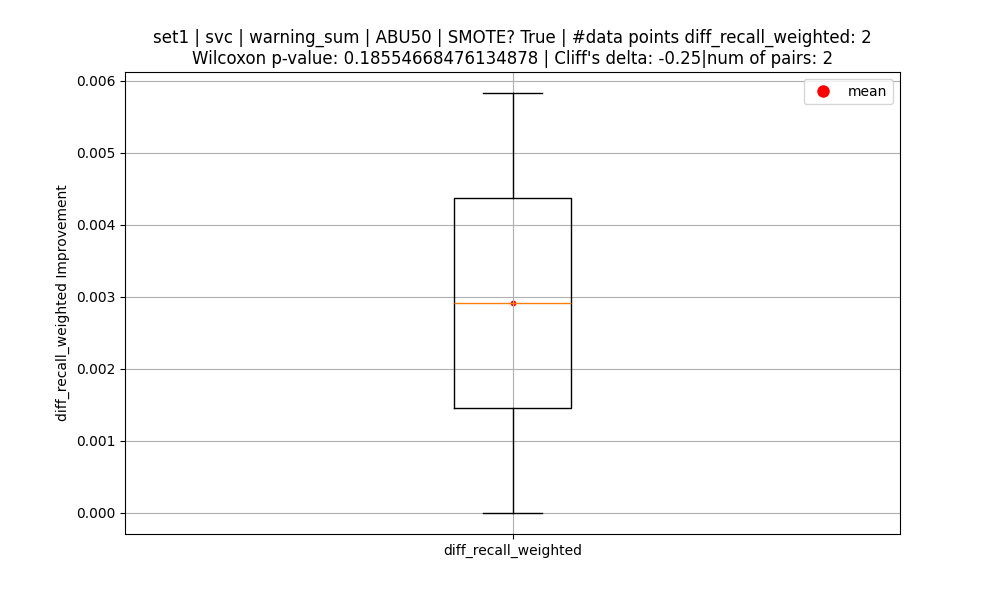 set1 | svc | warning_sum | ABU50 | SMOTE? True | #data points diff_recall_weighted: 2
Wilcoxon p-value: 0.18554668476134878 | Cliff's delta: -0.25|num of pairs: 2
mean
0.006
0.005
0.004
0.003
0.002
0.001
0.000
diff_recall_weighted Improvement
diff_recall_weighted